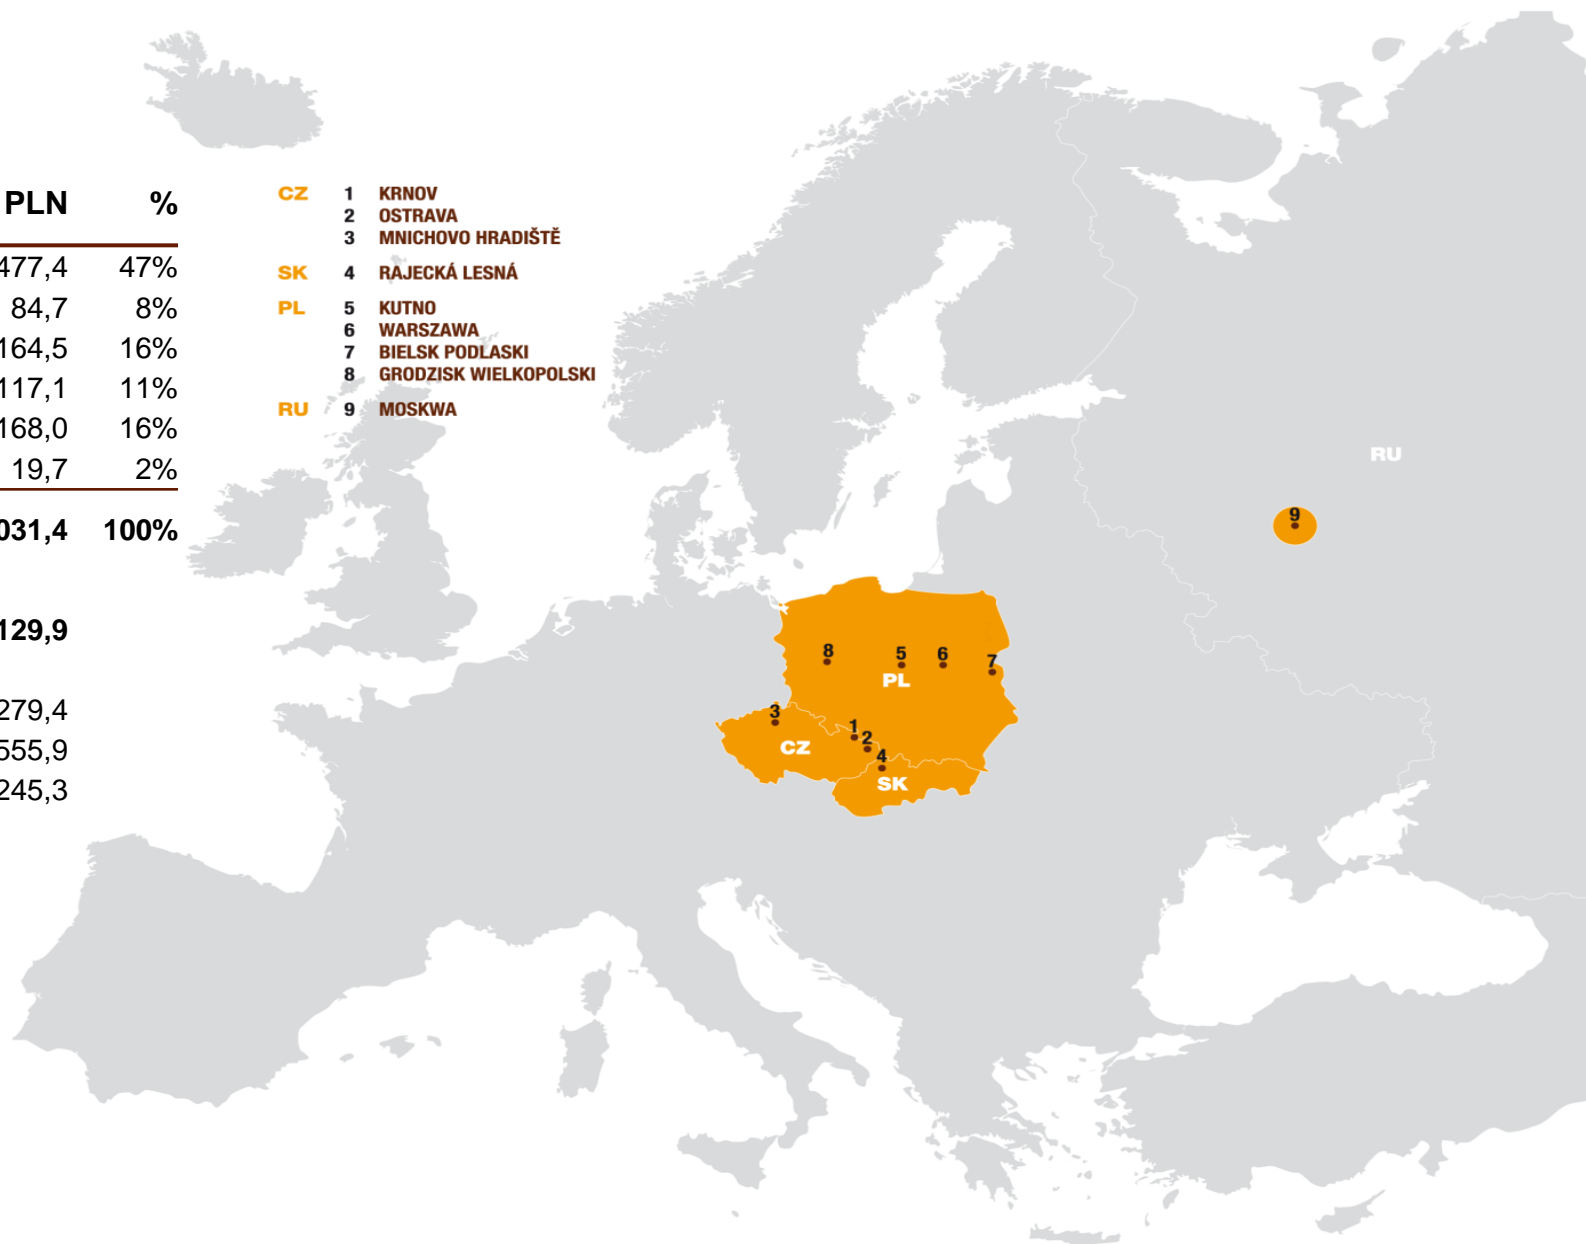 PLN %
477,4 47%
84,7 8%
164,5 16%
117,1 11%
168,0 16%
19,7 2%
031,4 100%
129,9
279,4
555,9
245,3
CZ 1 KRNOV
2 OSTRAVA
3 MNICHOVO HRADIŠTĚ
SK 4 RAJECKÁ LESNÁ
PL 5 KUTNO
6 WARSZAWA
7 BIELSK PODLASKI
8 GRODZISK WIELKOPOLSKI
RU 9 MOSKWA
RU
9
8 5 6 7
PL
3
1
2
CZ
4
SK